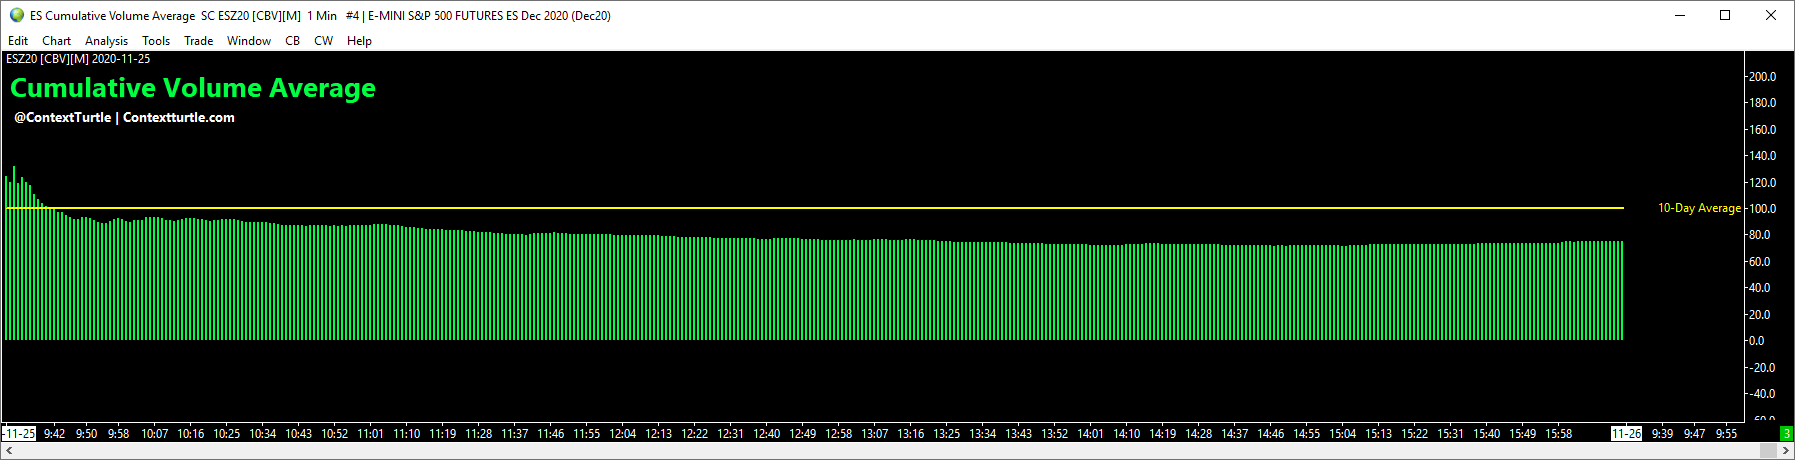 ES Cumulative Volume Average SC ESZ20 [CBV][M] 1 Min #4 | E-MINI S&P 500 FUTURES ES Dec 2020 (Dec20)
Edit Chart Analysis Tools Trade Window CB CW Help
ESZ20 [CBV][M] 2020-11-25
Cumulative Volume Average
@ContextTurtle | Contextturtle.com
200.0
180.0
160.0
140.0
120.0
10-Day Average 100.0
80.0
60.0
40.0
20.0
0.0
-20.0
-40.0
-60.0
-11-25 9:42 9:50 9:58 10:07 10:16 10:25 10:34 10:43 10:52 11:01 11:10 11:19 11:28 11:37 11:46 11:55 12:04 12:13 12:22 12:31 12:40 12:49 12:58 13:07 13:16 13:25 13:34 13:43 13:52 14:01 14:10 14:19 14:28 14:37 14:46 14:55 15:04 15:13 15:22 15:31 15:40 15:49 15:58 11-26 9:39 9:47 9:55 3